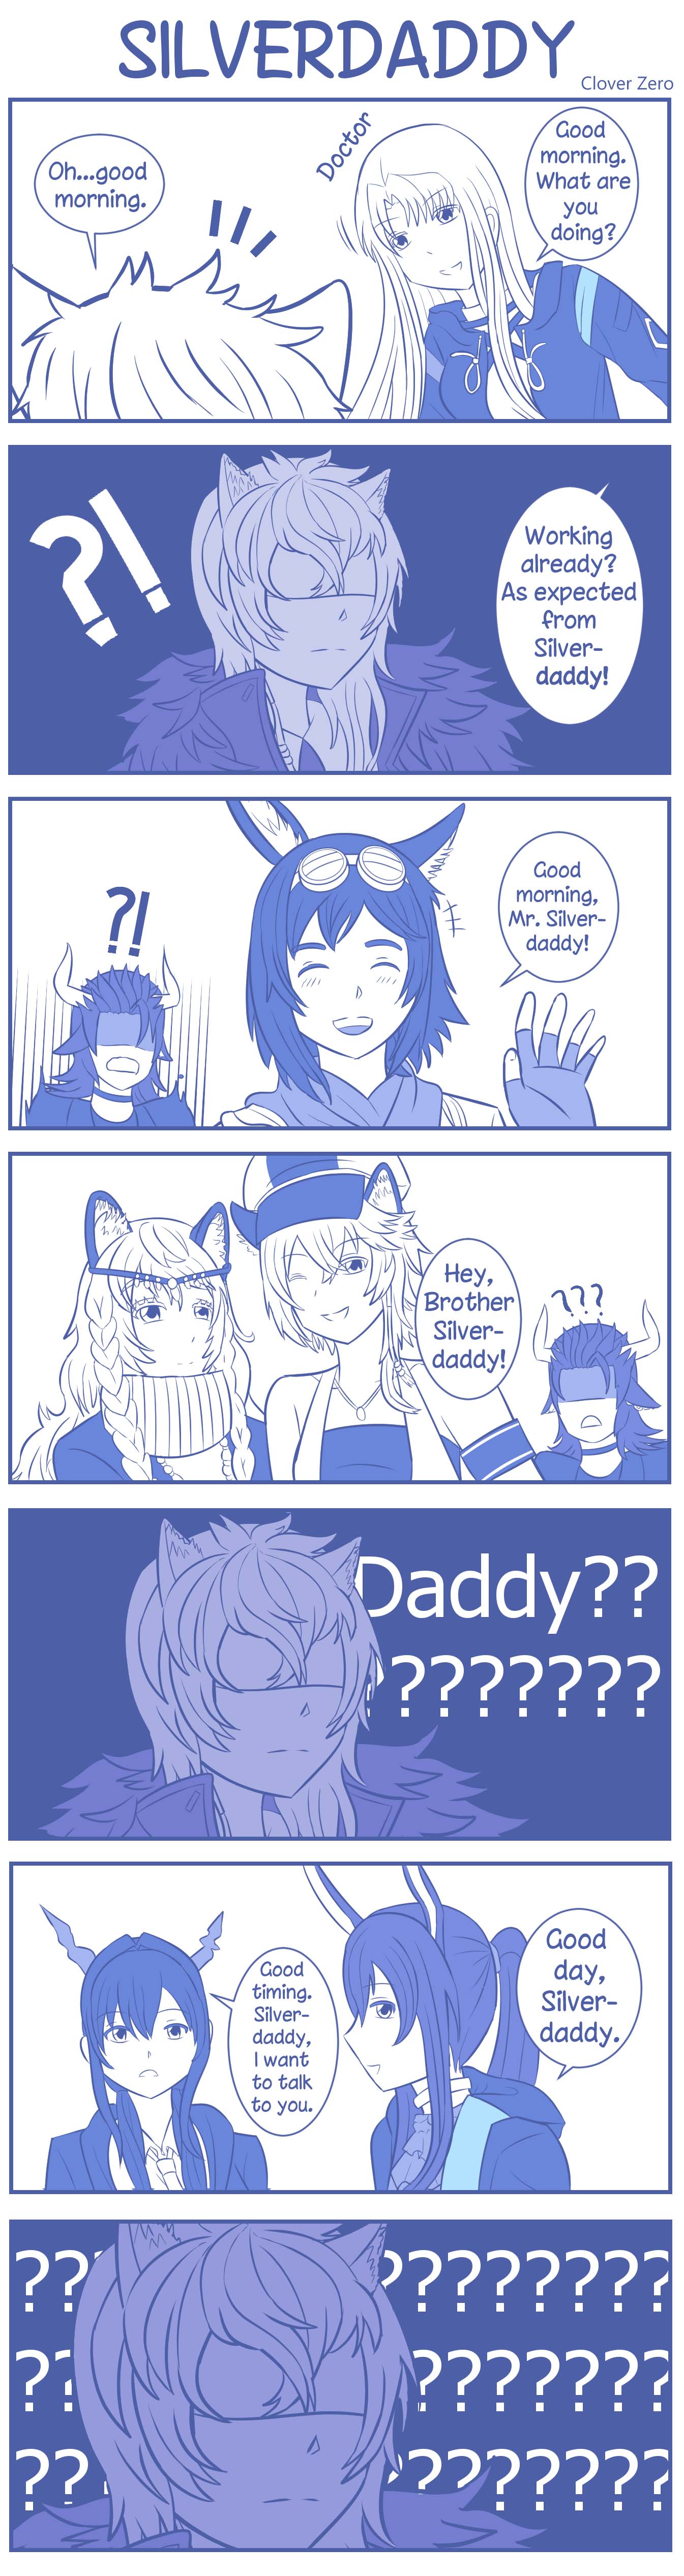 SILVERDADDY
Clover Zero
Oh...good
morning.
Doctor
Good
morning.
What are
you
doing?
?!
Working
already?
As expected
from
Silver-
daddy!
?!
Good
morning,
Mr. Silver-
daddy!
Hey,
Brother
Silver-
daddy!
???
Daddy??
????????
Good
timing.
Silver-
daddy,
I want
to talk
to you.
Good
day,
Silver-
daddy.
?? ???????
?? ???????
?? ???????